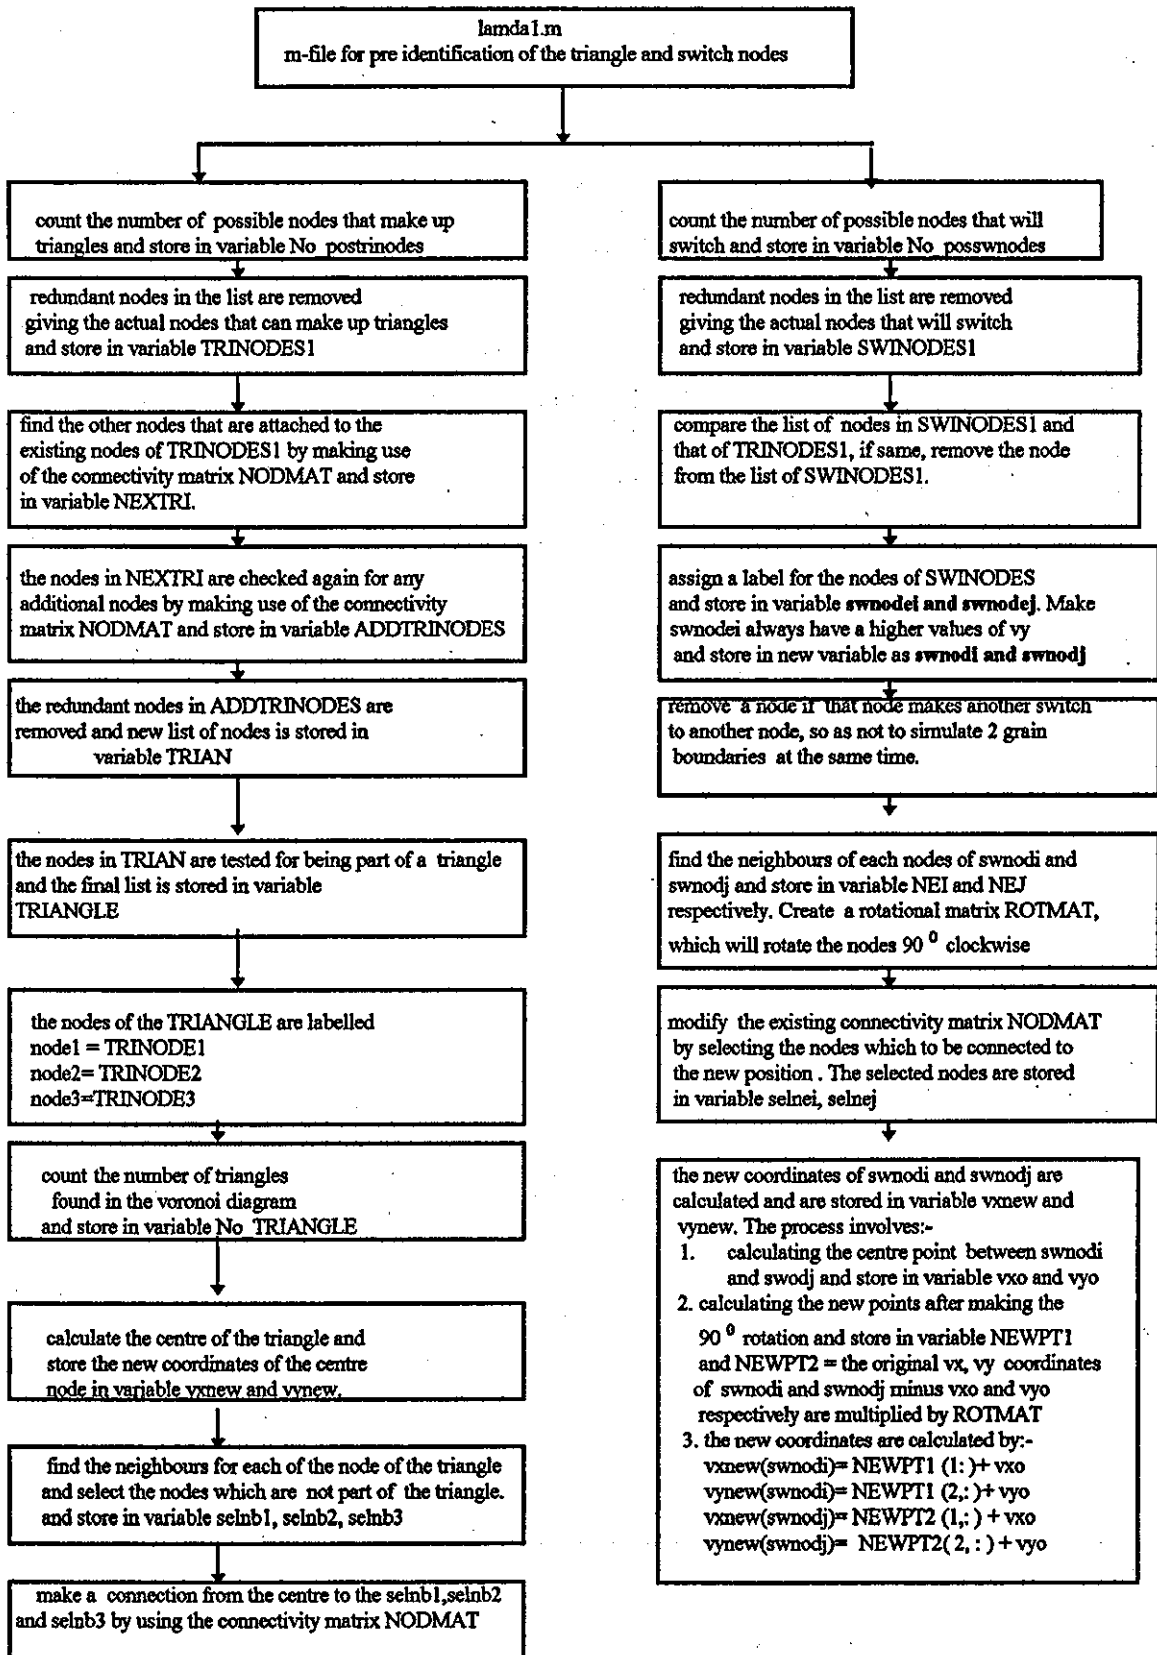 lamda1.m
m-file for pre identification of the triangle and switch nodes
count the number of possible nodes that make up
triangles and store in variable No_postrinodes
redundant nodes in the list are removed
giving the actual nodes that can make up triangles
and store in variable TRINODES1
find the other nodes that are attached to the
existing nodes of TRINODES1 by making use
of the connectivity matrix NODMAT and store
in variable NEXTRI.
the nodes in NEXTRI are checked again for any
additional nodes by making use of the connectivity
matrix NODMAT and store in variable ADDTRINODES
the redundant nodes in ADDTRINODES are
removed and new list of nodes is stored in
variable TRIAN
the nodes in TRIAN are tested for being part of a triangle
and the final list is stored in variable
TRIANGLE
the nodes of the TRIANGLE are labelled
node1 = TRINODE1
node2= TRINODE2
node3=TRINODE3
count the number of triangles
found in the voronoi diagram
and store in variable No_TRIANGLE
calculate the centre of the triangle and
store the new coordinates of the centre
node in variable vxnew and vynew.
find the neighbours for each of the node of the triangle
and select the nodes which are not part of the triangle.
and store in variable selnb1, selnb2, selnb3
make a connection from the centre to the selnb1,selnb2
and selnb3 by using the connectivity matrix NODMAT
count the number of possible nodes that will
switch and store in variable No_posswnodes
redundant nodes in the list are removed
giving the actual nodes that will switch
and store in variable SWINODES1
compare the list of nodes in SWINODES1 and
that of TRINODES1, if same, remove the node
from the list of SWINODES1.
assign a label for the nodes of SWINODES
and store in variable swnodei and swnodej. Make
swnodei always have a higher values of vy
and store in new variable as swnodi and swnodj
remove a node if that node makes another switch
to another node, so as not to simulate 2 grain
boundaries at the same time.
find the neighbours of each nodes of swnodi and
swnodj and store in variable NEI and NEJ
respectively. Create a rotational matrix ROTMAT,
which will rotate the nodes 90 ⁰ clockwise
modify the existing connectivity matrix NODMAT
by selecting the nodes which to be connected to
the new position . The selected nodes are stored
in variable selnei, selnej
the new coordinates of swnodi and swnodj are
calculated and are stored in variable vxnew and
vynew. The process involves:-
1. calculating the centre point between swnodi
and swodj and store in variable vxo and vyo
2. calculating the new points after making the
90 ⁰ rotation and store in variable NEWPT1
and NEWPT2 = the original vx, vy coordinates
of swnodi and swnodj minus vxo and vyo
respectively are multiplied by ROTMAT
3. the new coordinates are calculated by:-
vxnew(swnodi)= NEWPT1 (1: )+ vxo
vynew(swnodi)= NEWPT1 (2,: )+ vyo
vxnew(swnodj)= NEWPT2 (1,: ) + vxo
vynew(swnodj)= NEWPT2( 2, : ) + vyo